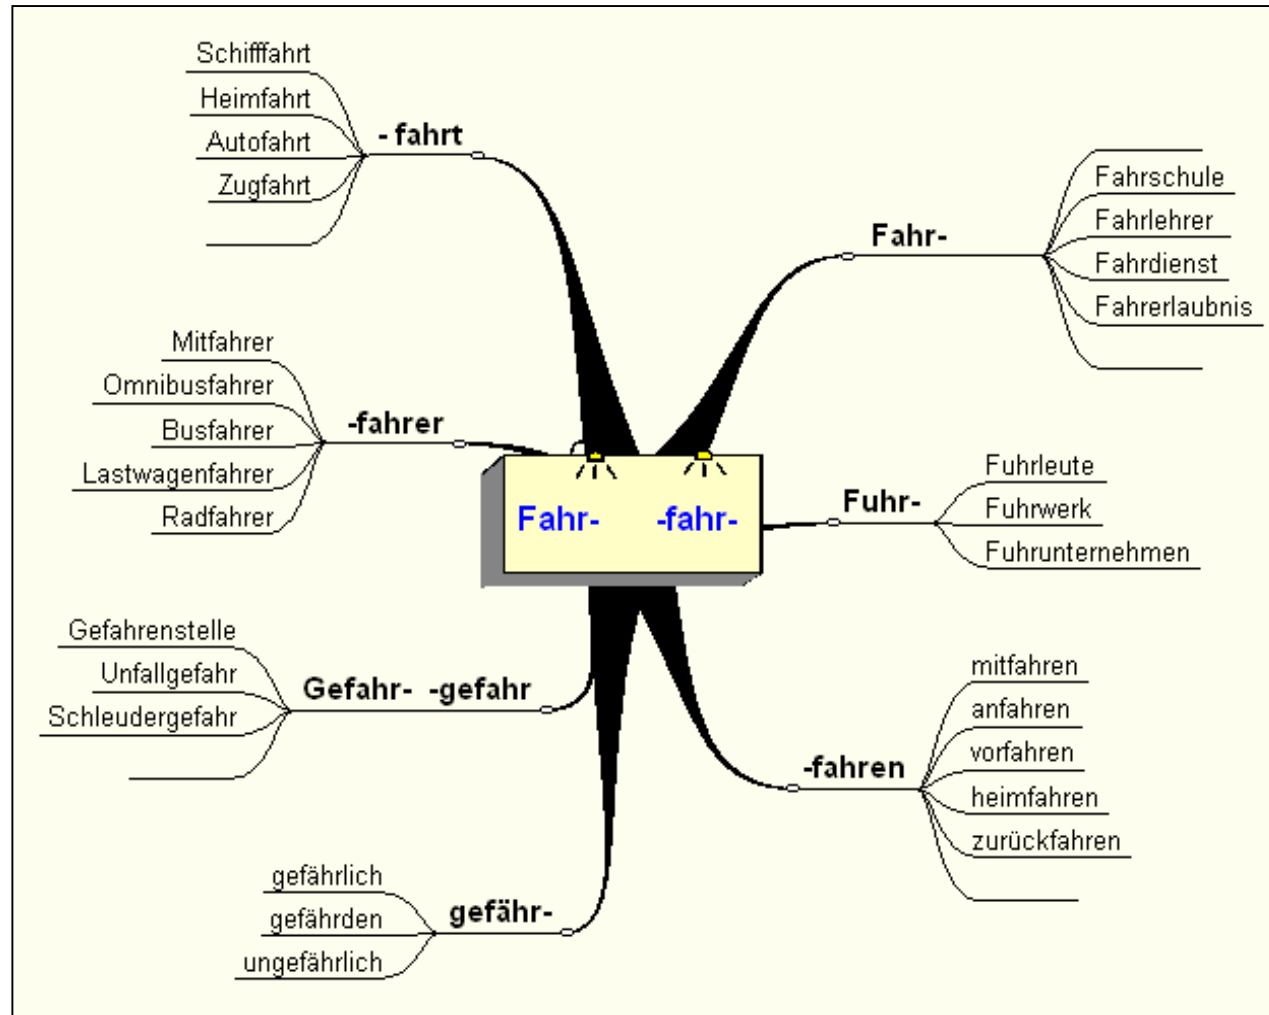 - fahrt
Schifffahrt
Heimfahrt
Autofahrt
Zugfahrt
Fahr-
Fahrschule
Fahrlehrer
Fahrdienst
Fahrerlaubnis
-fahrer
Mitfahrer
Omnibusfahrer
Busfahrer
Lastwagenfahrer
Radfahrer
Fahr- -fahr-
Fuhr-
Fuhrleute
Fuhrwerk
Fuhrunternehmen
Gefahr- -gefahr
Gefahrenstelle
Unfallgefahr
Schleudergefahr
-fahren
mitfahren
anfahren
vorfahren
heimfahren
zurückfahren
gefähr-
gefährlich
gefährden
ungefährlich